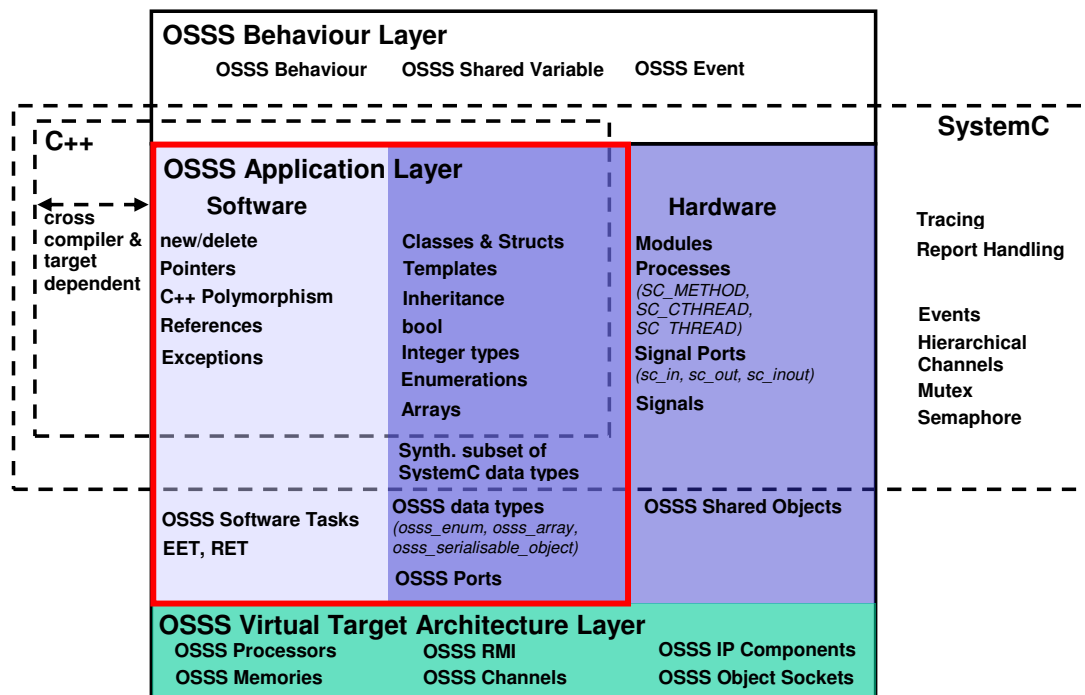 OSSS Behaviour Layer
OSSS Behaviour
OSSS Shared Variable
OSSS Event
C++
SystemC
cross
compiler &
target
dependent
OSSS Application Layer
Software
new/delete
Pointers
C++ Polymorphism
References
Exceptions
Classes & Structs
Templates
Inheritance
bool
Integer types
Enumerations
Arrays
Synth. subset of
SystemC data types
Hardware
Modules
Processes
(SC_METHOD,
SC_CTHREAD,
SC_THREAD)
Signal Ports
(sc_in, sc_out, sc_inout)
Signals
Tracing
Report Handling
Events
Hierarchical
Channels
Mutex
Semaphore
OSSS Software Tasks
EET, RET
OSSS data types
(osss_enum, osss_array,
osss_serialisable_object)
OSSS Ports
OSSS Shared Objects
OSSS Virtual Target Architecture Layer
OSSS Processors
OSSS RMI
OSSS IP Components
OSSS Memories
OSSS Channels
OSSS Object Sockets